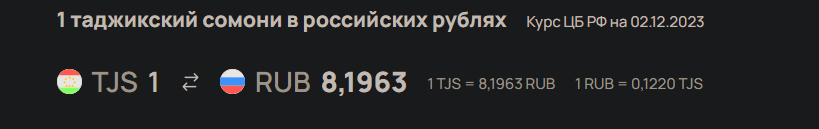 1 таджикский сомони в российских рублях Курс ЦБ РФ на 02.12.2023
TJS 1 ⇄ RUB 8,1963 1 TJS = 8,1963 RUB 1 RUB = 0,1220 TJS